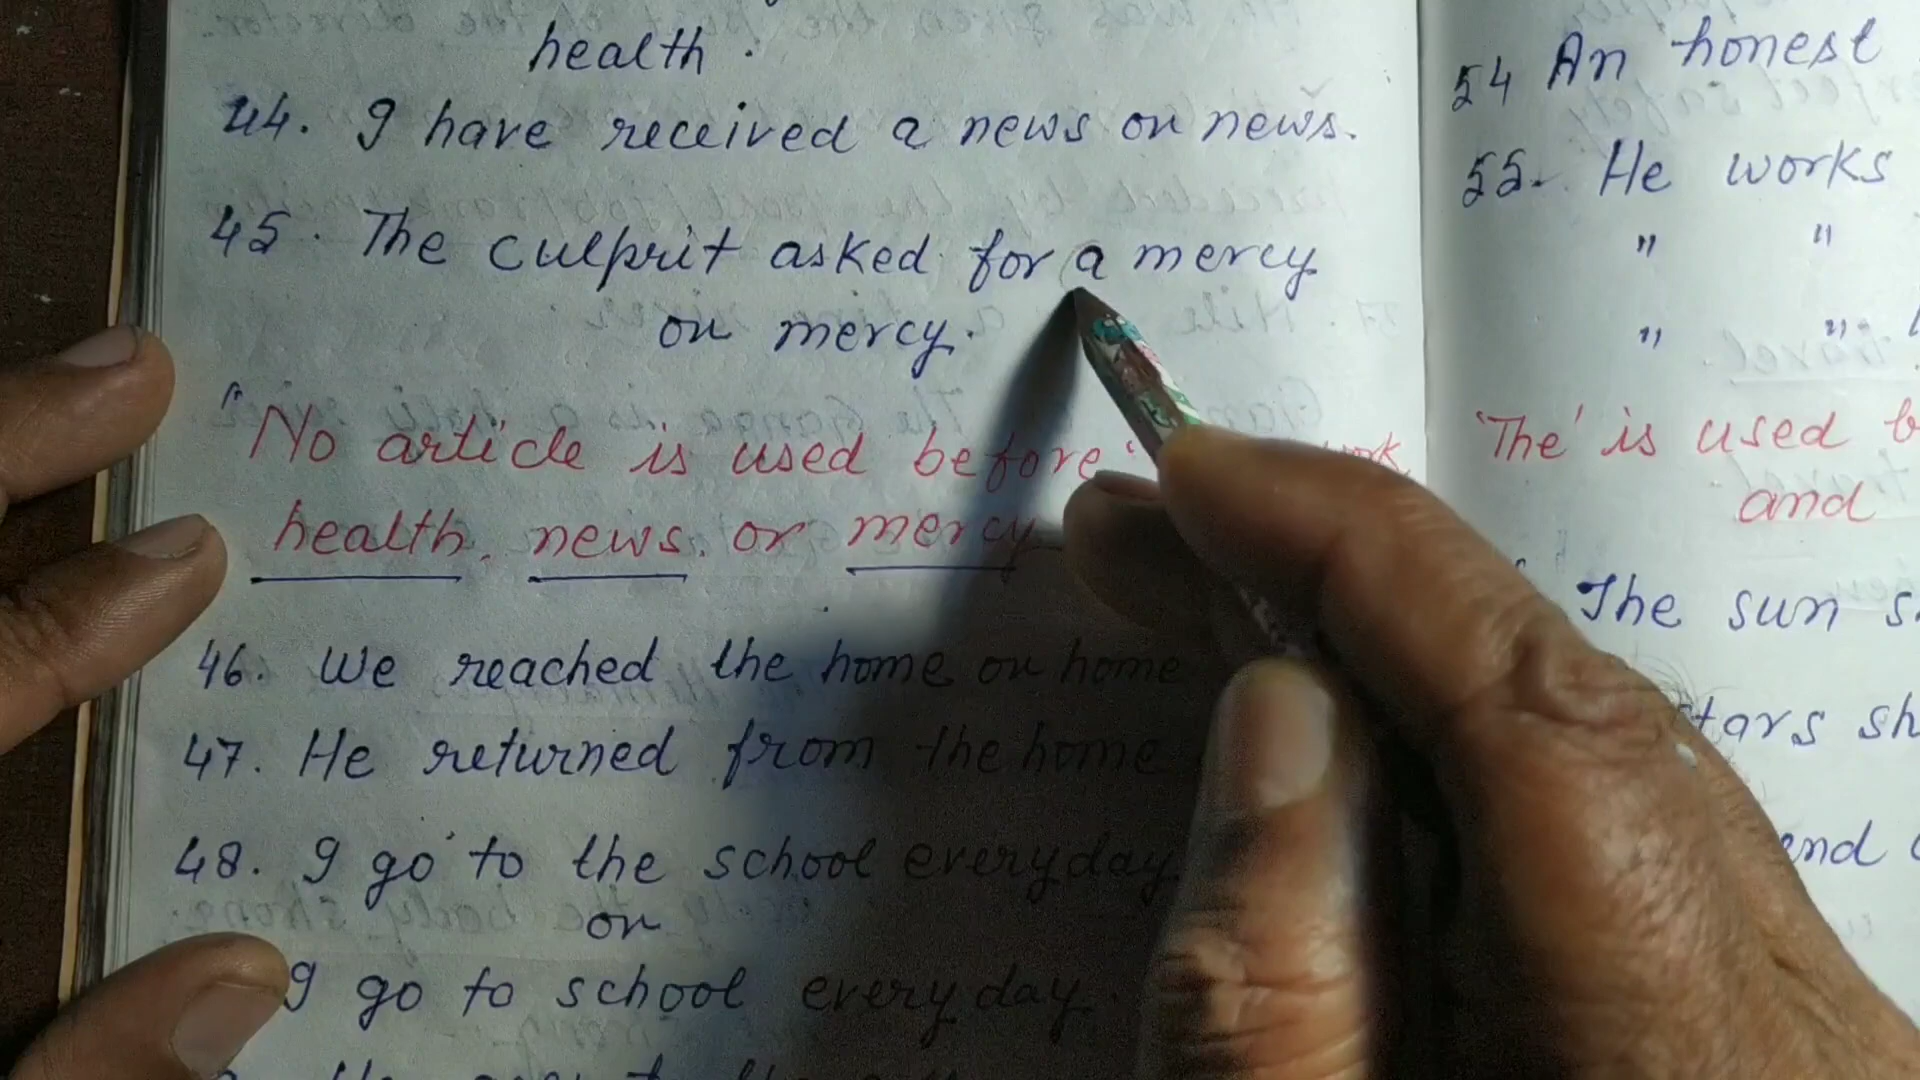 health.
44. I have received a news or news.
45. The culprit asked for a mercy
or mercy.
"No article is used before work
health, news or mercy
46. We reached the home or home
47. He returned from the home
48. I go to the school everyday
or
I go to school everyday.
54 An honest
55. He works
" "
" "
'The' is used
and
The sun
stars sh